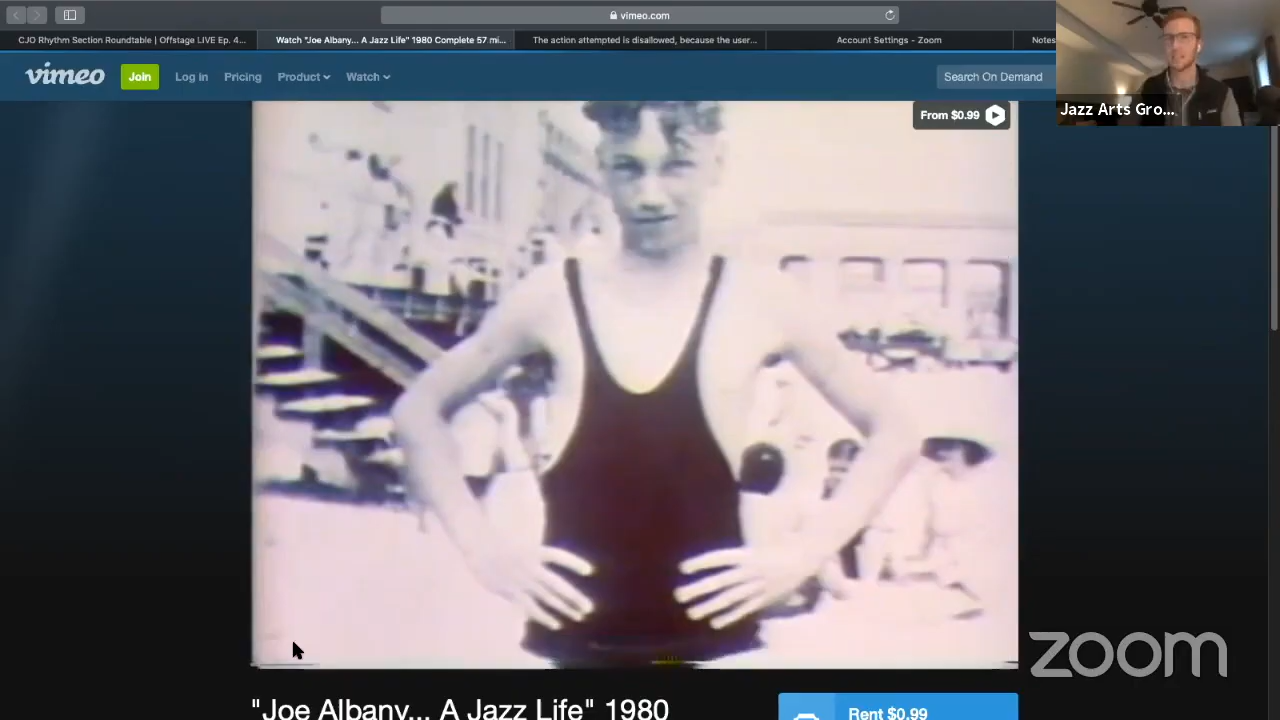 vimeo.com
CJO Rhythm Section Roundtable | Offstage LIVE Ep. 4...
Watch "Joe Albany... A Jazz Life" 1980 Complete 57 mi...
The action attempted is disallowed, because the user...
Account Settings - Zoom
Notes
vimeo
Join
Log in
Pricing
Product
Watch
Search On Demand
Jazz Arts Gro...
From $0.99
zoom
"Joe Albany... A Jazz Life" 1980
Rent $0.99